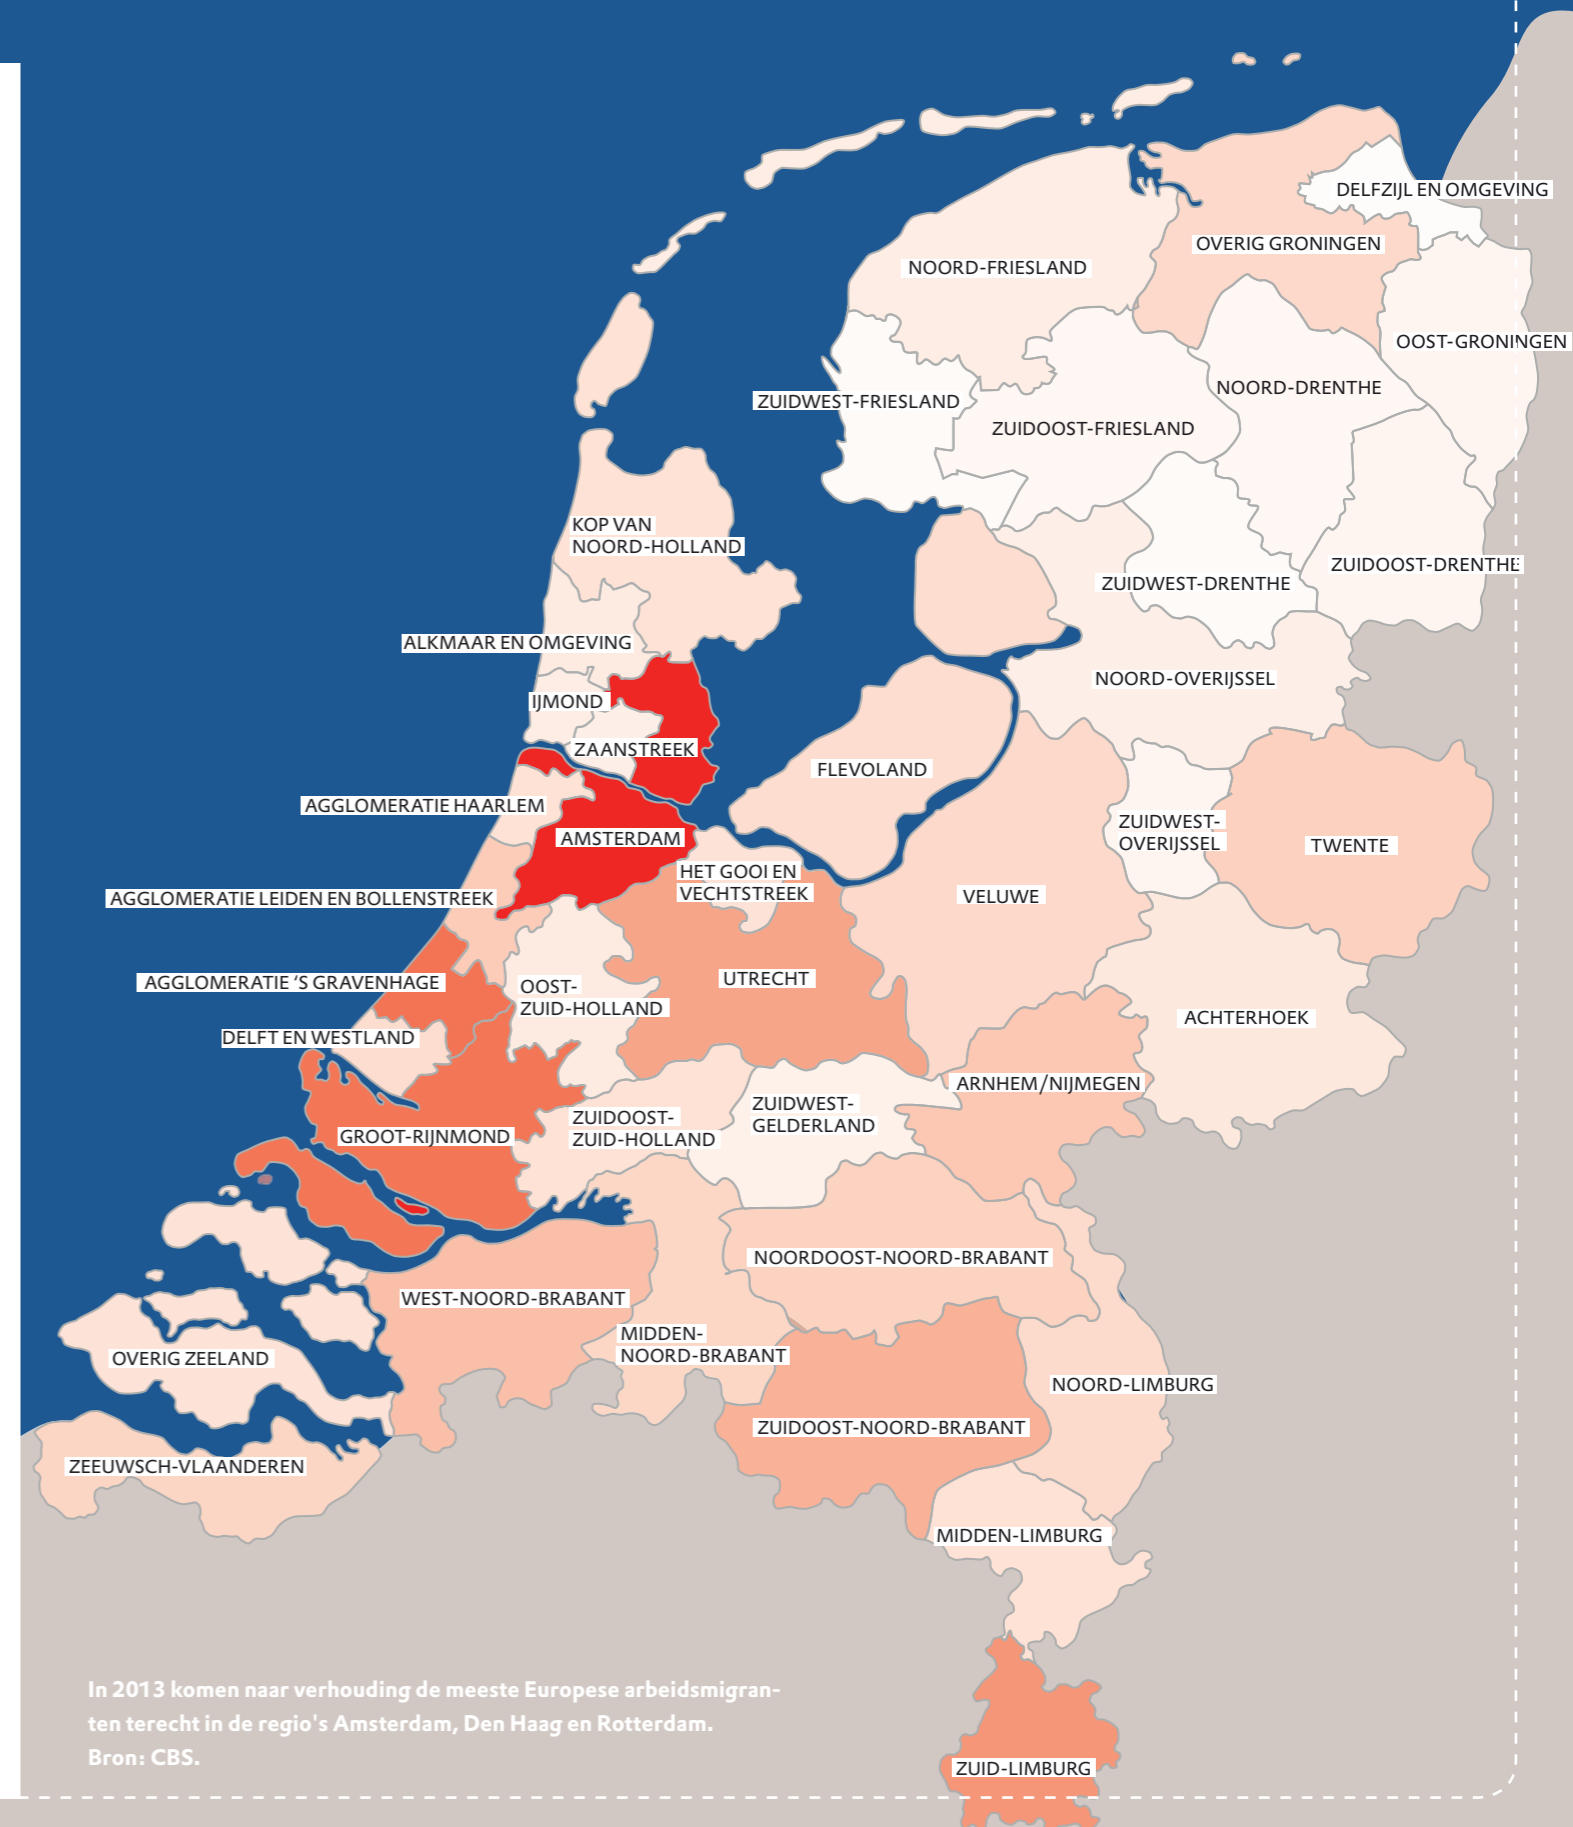 DELFZIJL EN OMGEVING
OVERIG GRONINGEN
NOORD-FRIESLAND
OOST-GRONINGEN
NOORD-DRENTHE
ZUIDWEST-FRIESLAND
ZUIDOOST-FRIESLAND
KOP VAN
NOORD-HOLLAND
ZUIDOOST-DRENTHE
ZUIDWEST-DRENTHE
ALKMAAR EN OMGEVING
NOORD-OVERIJSSEL
IJMOND
ZAANSTREEK
FLEVOLAND
AGGLOMERATIE HAARLEM
ZUIDWEST-
OVERIJSSEL
AMSTERDAM
TWENTE
HET GOOI EN
VECHTSTREEK
AGGLOMERATIE LEIDEN EN BOLLENSTREEK
VELUWE
UTRECHT
AGGLOMERATIE ‘S GRAVENHAGE
OOST-
ZUID-HOLLAND
ACHTERHOEK
DELFT EN WESTLAND
ARNHEM/NIJMEGEN
ZUIDWEST-
GELDERLAND
ZUIDOOST-
ZUID-HOLLAND
GROOT-RIJNMOND
NOORDOOST-NOORD-BRABANT
WEST-NOORD-BRABANT
MIDDEN-
NOORD-BRABANT
OVERIG ZEELAND
NOORD-LIMBURG
ZUIDOOST-NOORD-BRABANT
ZEEUWSCH-VLAANDEREN
MIDDEN-LIMBURG
In 2013 komen naar verhouding de meeste Europese arbeidsmigran-
ten terecht in de regio's Amsterdam, Den Haag en Rotterdam.
Bron: CBS.
ZUID-LIMBURG